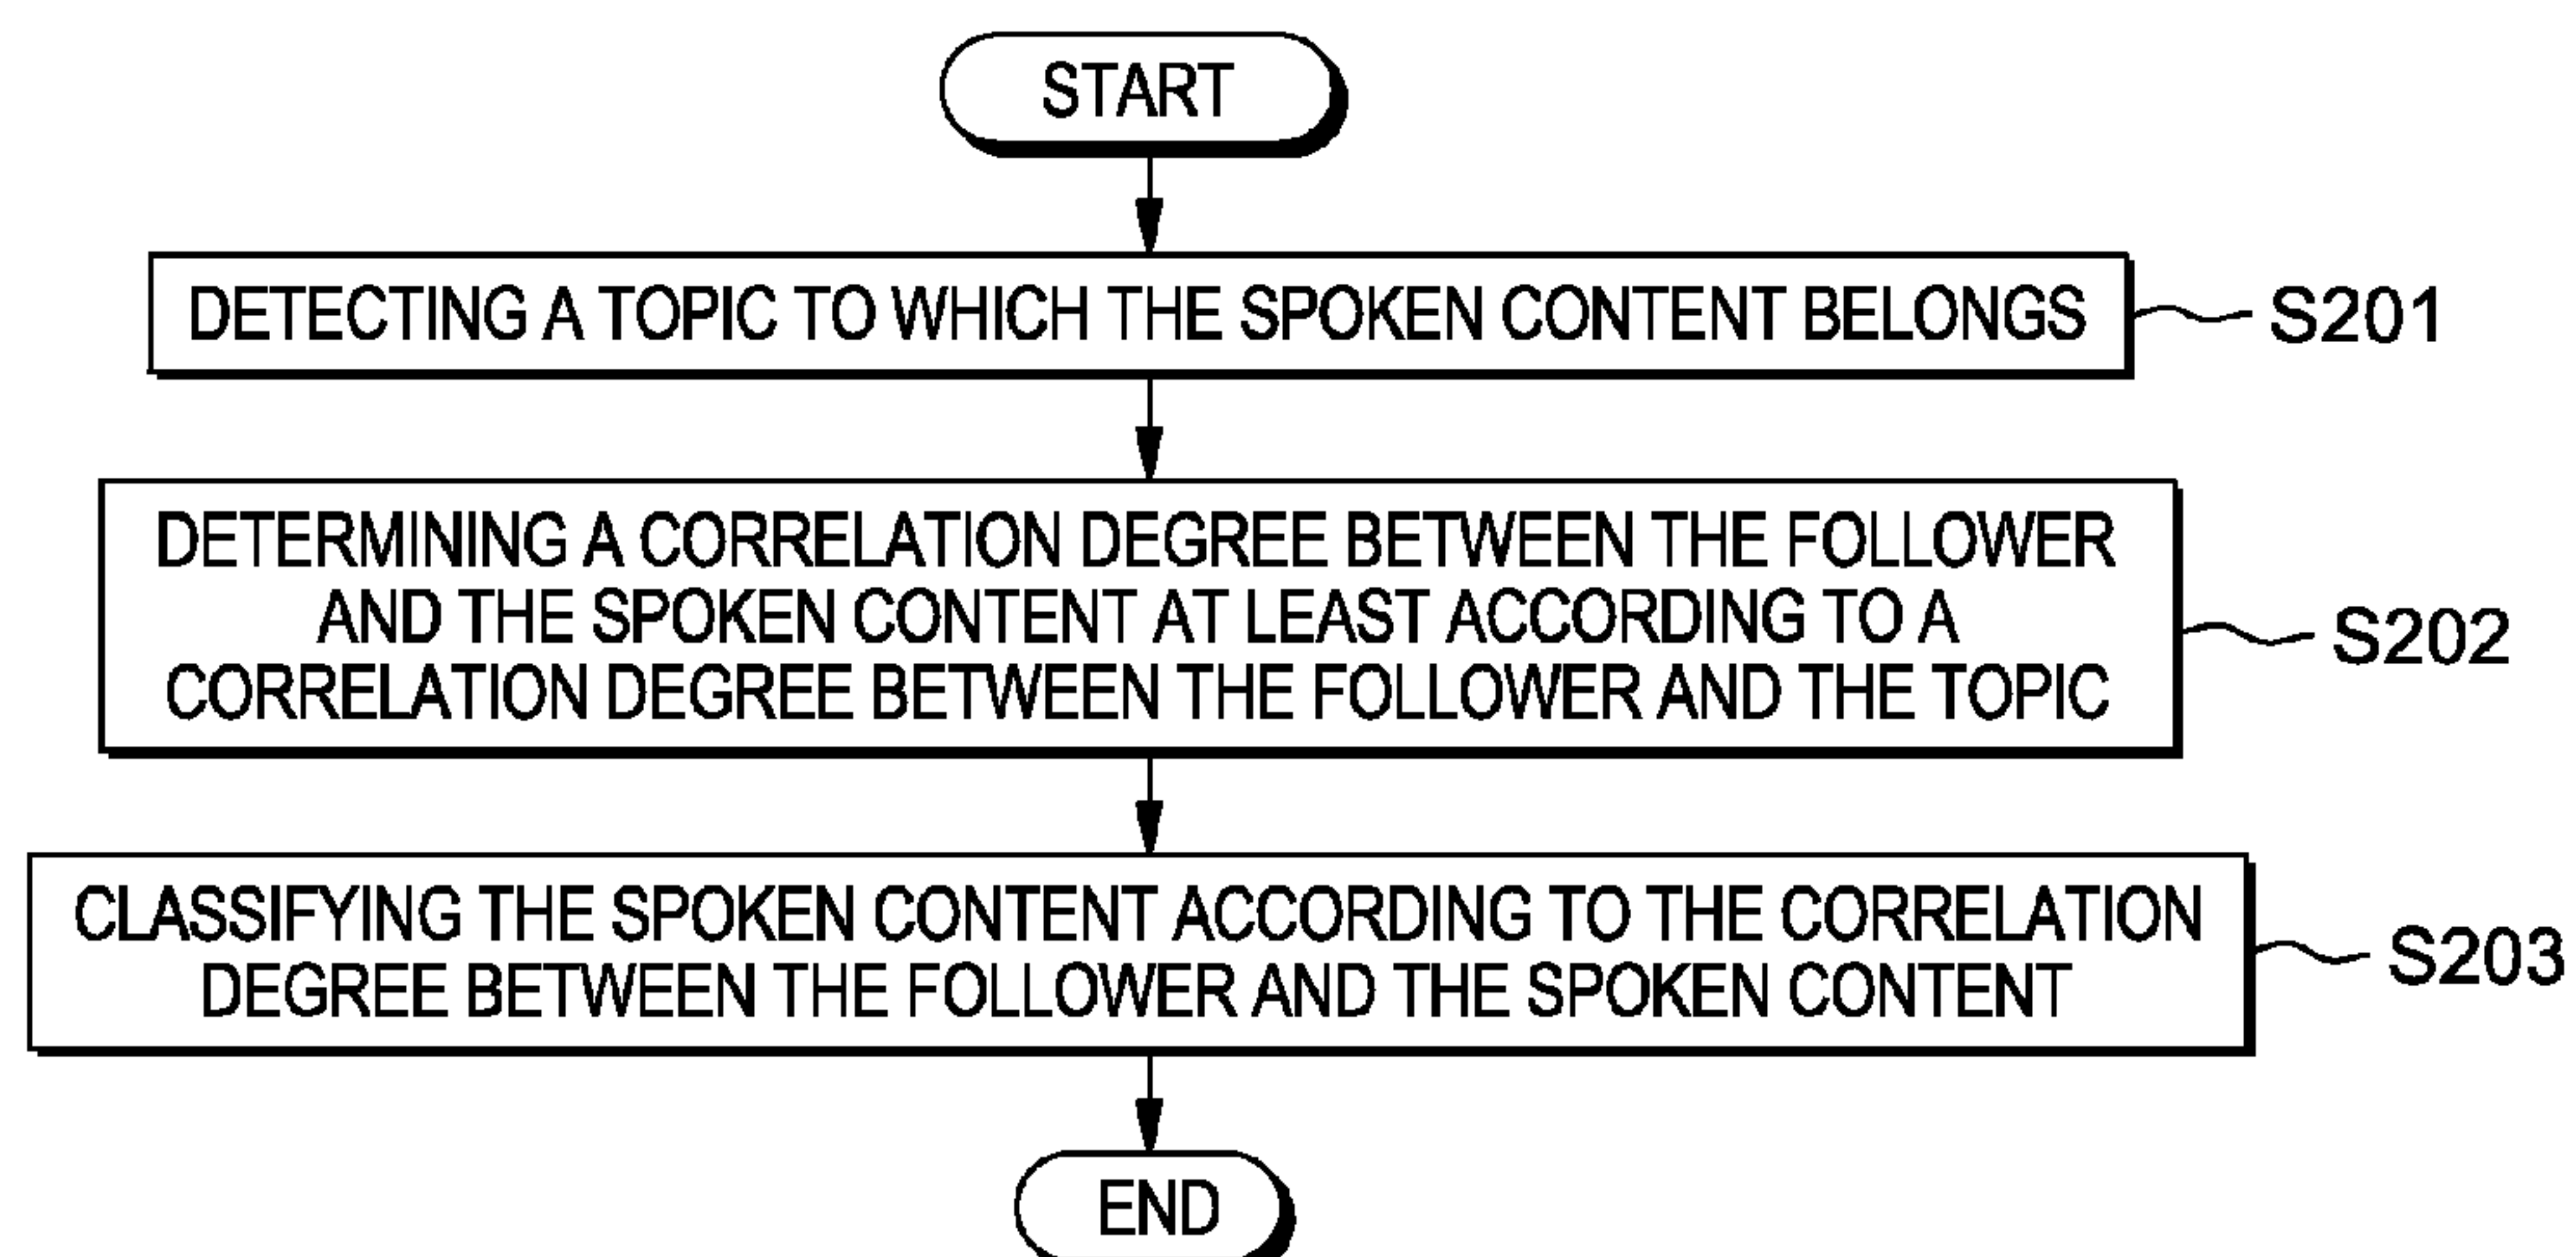 START
DETECTING A TOPIC TO WHICH THE SPOKEN CONTENT BELONGS
S201
DETERMINING A CORRELATION DEGREE BETWEEN THE FOLLOWER
AND THE SPOKEN CONTENT AT LEAST ACCORDING TO A
CORRELATION DEGREE BETWEEN THE FOLLOWER AND THE TOPIC
S202
CLASSIFYING THE SPOKEN CONTENT ACCORDING TO THE CORRELATION
DEGREE BETWEEN THE FOLLOWER AND THE SPOKEN CONTENT
S203
END